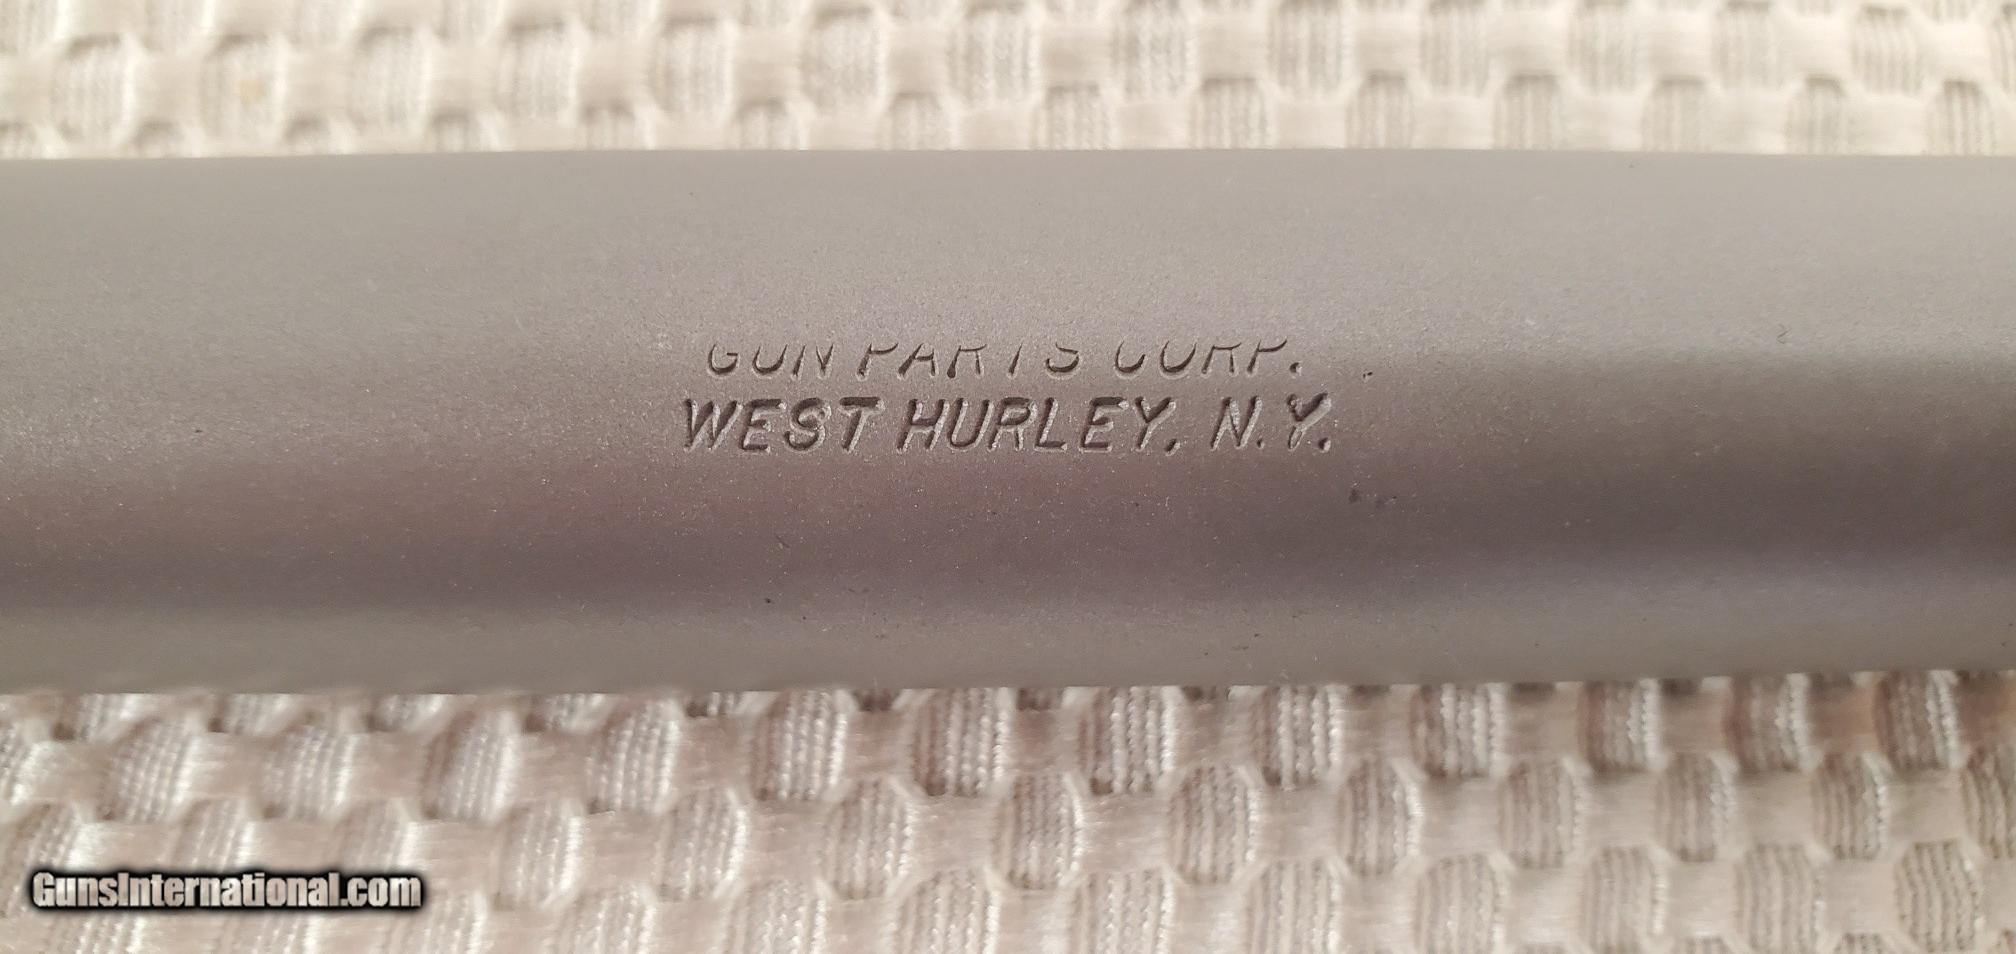 GUN PARTS CORP.
WEST HURLEY, N.Y.
GunsInternational.com